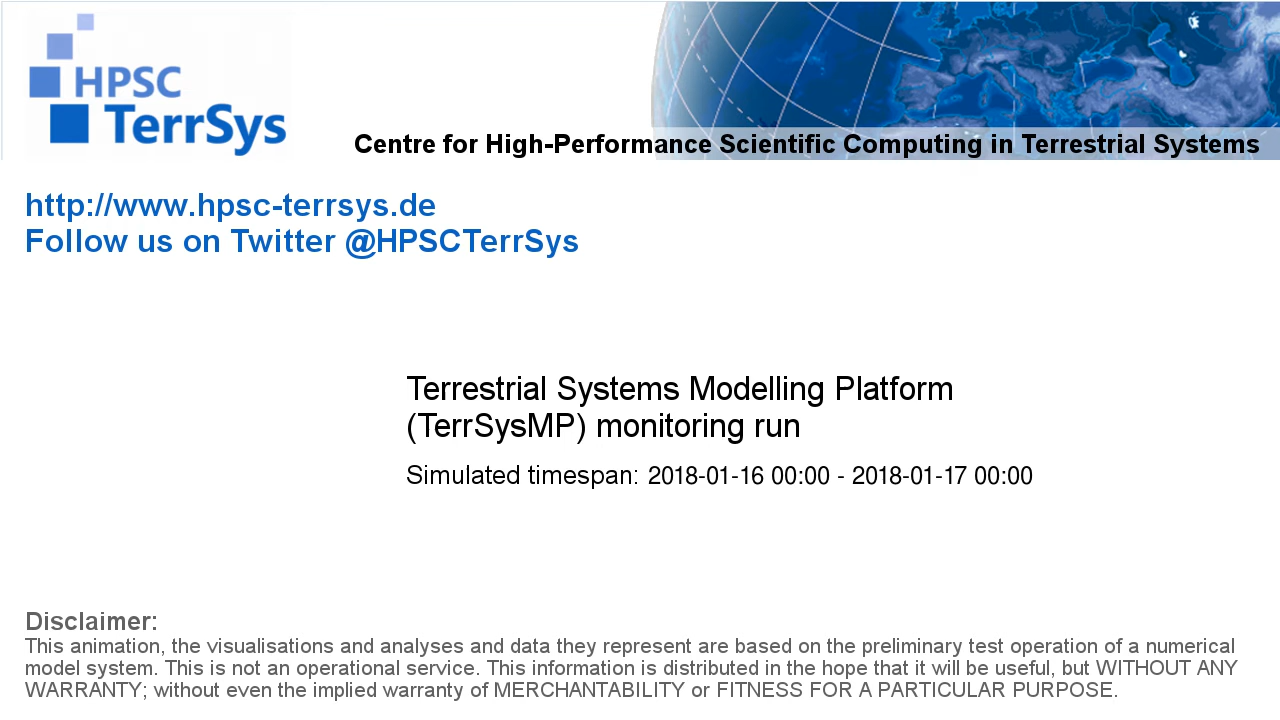 HPSC
TerrSys
Centre for High-Performance Scientific Computing in Terrestrial Systems
http://www.hpsc-terrsys.de
Follow us on Twitter @HPSCTerrSys
Terrestrial Systems Modelling Platform
(TerrSysMP) monitoring run
Simulated timespan: 2018-01-16 00:00 - 2018-01-17 00:00
Disclaimer:
This animation, the visualisations and analyses and data they represent are based on the preliminary test operation of a numerical
model system. This is not an operational service. This information is distributed in the hope that it will be useful, but WITHOUT ANY
WARRANTY; without even the implied warranty of MERCHANTABILITY or FITNESS FOR A PARTICULAR PURPOSE.